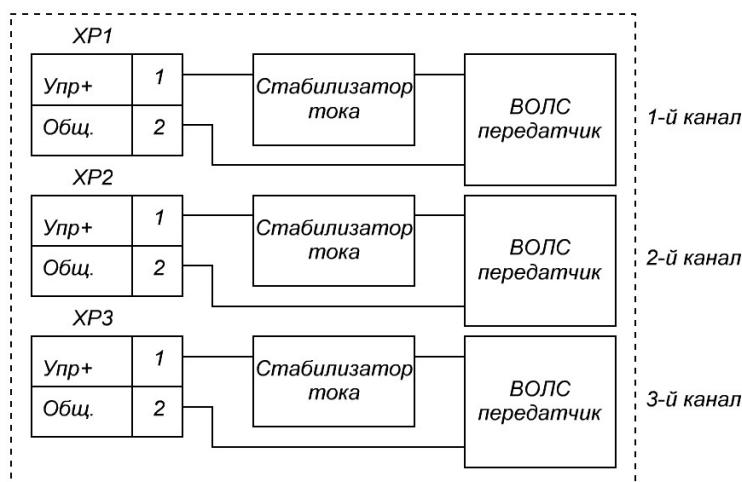 XP1
Упр+ 1
Общ. 2
Стабилизатор
тока
ВОЛС
передатчик
1-й канал
XP2
Упр+ 1
Общ. 2
Стабилизатор
тока
ВОЛС
передатчик
2-й канал
XP3
Упр+ 1
Общ. 2
Стабилизатор
тока
ВОЛС
передатчик
3-й канал